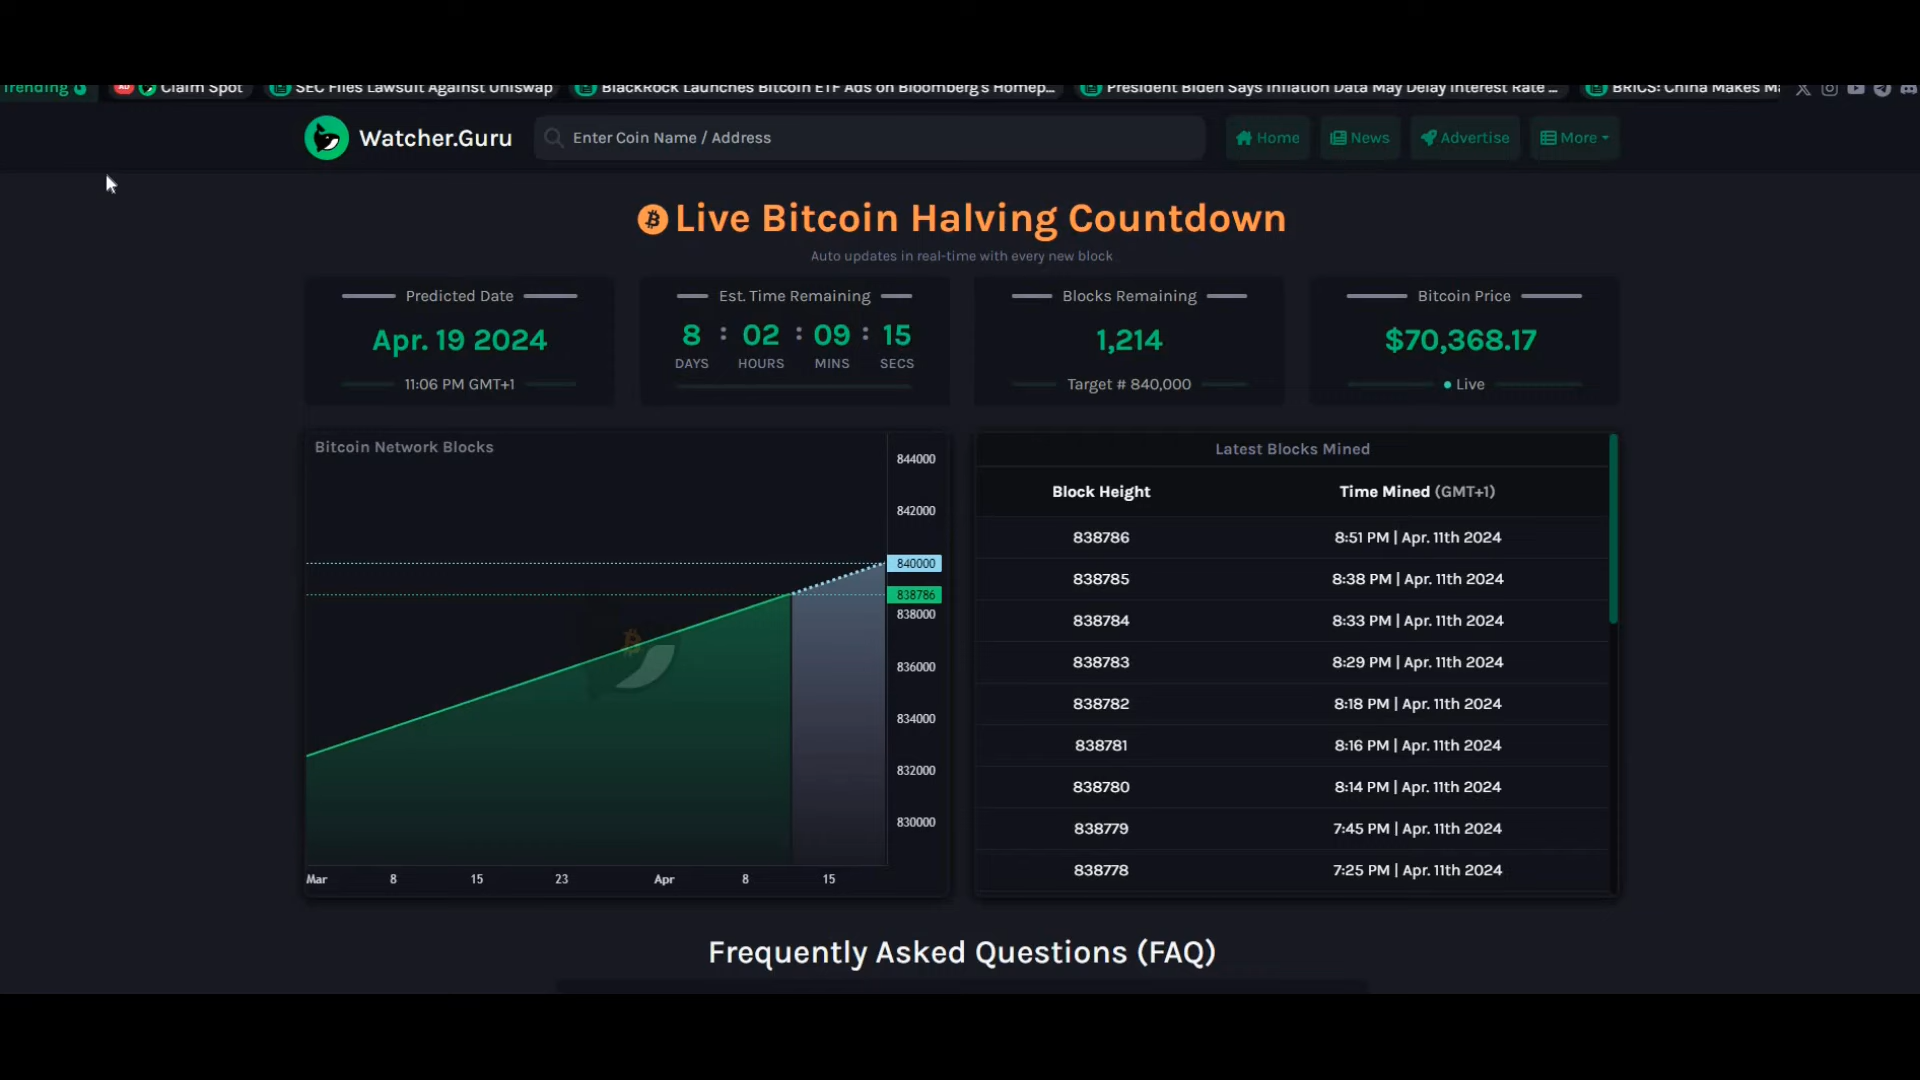 Trending
AD Claim Spot
SEC Files Lawsuit Against Uniswap
BlackRock Launches Bitcoin ETF Ads on Bloomberg's Homep...
President Biden Says Inflation Data May Delay Interest Rate ...
BRICS: China Makes
Watcher.Guru
Enter Coin Name / Address
Home
News
Advertise
More
Live Bitcoin Halving Countdown
Auto updates in real-time with every new block
Predicted Date
Apr. 19 2024
11:06 PM GMT+1
Est. Time Remaining
8 : 02 : 09 : 15
DAYS HOURS MINS SECS
Blocks Remaining
1,214
Target # 840,000
Bitcoin Price
$70,368.17
Live
Bitcoin Network Blocks
844000
842000
840000
838786
838000
836000
834000
832000
830000
Mar 8 15 23 Apr 8 15
Latest Blocks Mined
Block Height Time Mined (GMT+1)
838786 8:51 PM | Apr. 11th 2024
838785 8:38 PM | Apr. 11th 2024
838784 8:33 PM | Apr. 11th 2024
838783 8:29 PM | Apr. 11th 2024
838782 8:18 PM | Apr. 11th 2024
838781 8:16 PM | Apr. 11th 2024
838780 8:14 PM | Apr. 11th 2024
838779 7:45 PM | Apr. 11th 2024
838778 7:25 PM | Apr. 11th 2024
Frequently Asked Questions (FAQ)